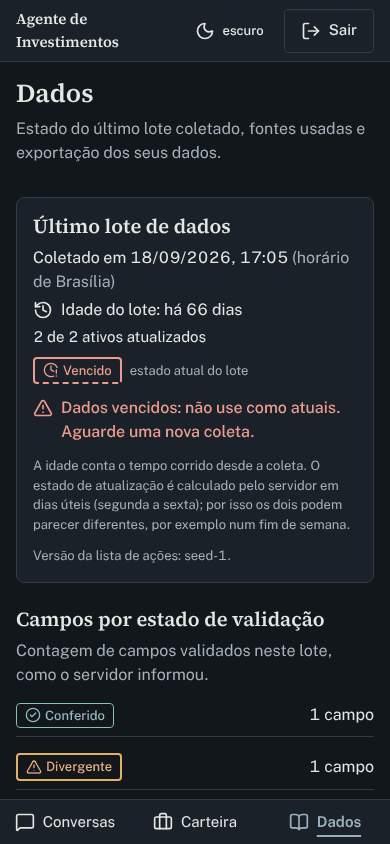 Agente de
Investimentos
escuro
Sair
Dados
Estado do último lote coletado, fontes usadas e
exportação dos seus dados.
Último lote de dados
Coletado em 18/09/2026, 17:05 (horário
de Brasília)
Idade do lote: há 66 dias
2 de 2 ativos atualizados
Vencido
estado atual do lote
Dados vencidos: não use como atuais.
Aguarde uma nova coleta.
A idade conta o tempo corrido desde a coleta. O
estado de atualização é calculado pelo servidor em
dias úteis (segunda a sexta); por isso os dois podem
parecer diferentes, por exemplo num fim de semana.
Versão da lista de ações: seed-1.
Campos por estado de validação
Contagem de campos validados neste lote,
como o servidor informou.
Conferido
1 campo
Divergente
1 campo
Conversas
Carteira
Dados